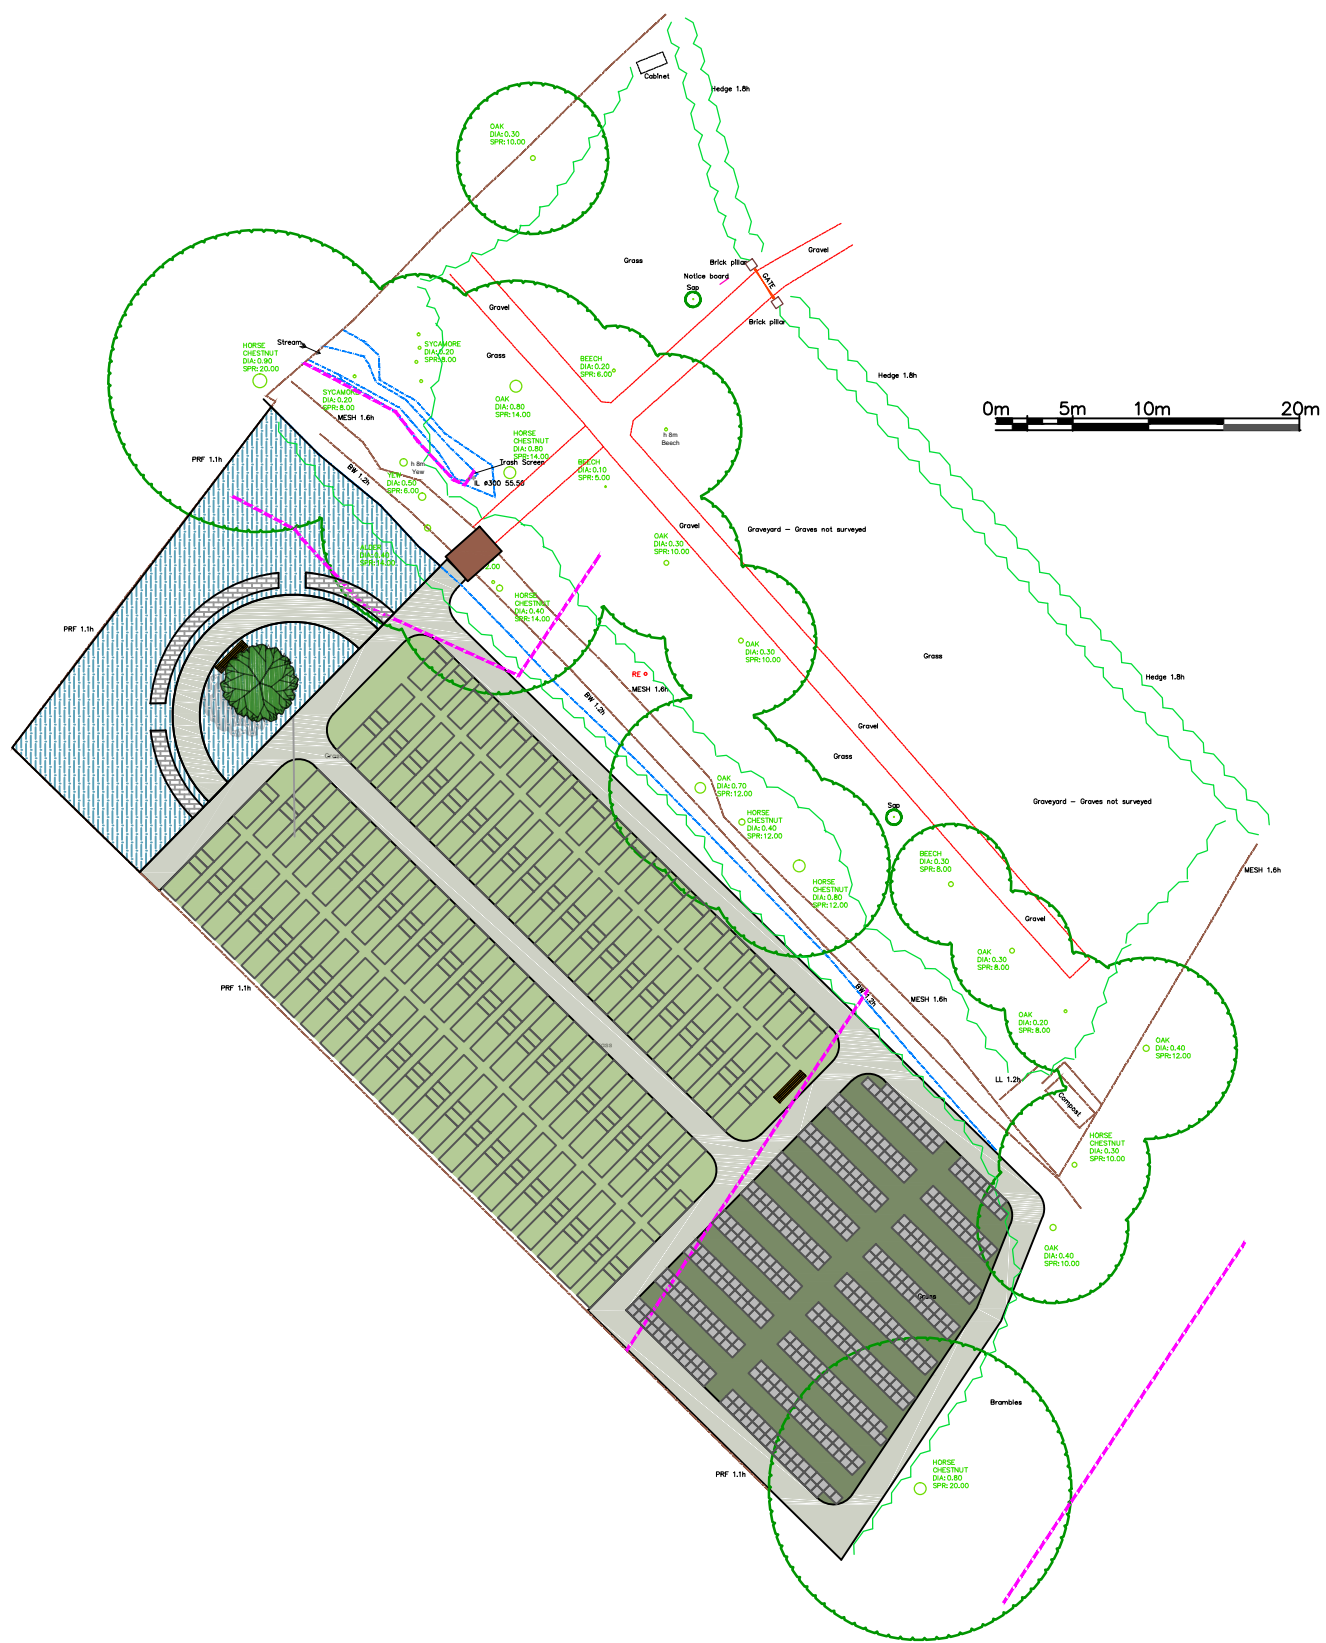 Cabinet
Hedge 1.8h
OAK
DIA: 0.30
SPR: 10.00
Gravel
Grass
Brick pillar
Notice board
Sap
GATE
Brick pillar
Gravel
Stream
HORSE
CHESTNUT
DIA: 0.90
SPR: 20.00
SYCAMORE
DIA: 0.20
SPR: 8.00
Grass
BEECH
DIA: 0.20
SPR: 6.00
Hedge 1.8h
SYCAMORE
DIA: 0.20
SPR: 8.00
OAK
DIA: 0.80
SPR: 14.00
0m 5m 10m 20m
MESH 1.6h
HORSE
CHESTNUT
DIA: 0.80
SPR: 14.00
h 8m
Beech
PRF 1.1h
BW 1.2h
h 8m
Yew
YEW
DIA: 0.50
SPR: 6.00
Trash Screen
IL ø300 55.50
BEECH
DIA: 0.10
SPR: 5.00
Gravel
Graveyard - Graves not surveyed
OAK
DIA: 0.30
SPR: 10.00
ALDER
2.00
HORSE
CHESTNUT
DIA: 0.40
SPR: 14.00
PRF 1.1h
OAK
DIA: 0.30
SPR: 10.00
Grass
RE
MESH 1.6h
Hedge 1.8h
BW 1.2h
Gravel
Grass
OAK
DIA: 0.70
SPR: 12.00
Graveyard - Graves not surveyed
Sap
HORSE
CHESTNUT
DIA: 0.40
SPR: 12.00
BEECH
DIA: 0.30
SPR: 8.00
MESH 1.6h
HORSE
CHESTNUT
DIA: 0.80
SPR: 12.00
Gravel
OAK
DIA: 0.30
SPR: 8.00
PRF 1.1h
BW 1.2h
MESH 1.6h
OAK
DIA: 0.20
SPR: 8.00
OAK
DIA: 0.40
SPR: 12.00
LL 1.2h
Compost
HORSE
CHESTNUT
DIA: 0.30
SPR: 10.00
OAK
DIA: 0.40
SPR: 10.00
Grass
Brambles
PRF 1.1h
HORSE
CHESTNUT
DIA: 0.80
SPR: 20.00